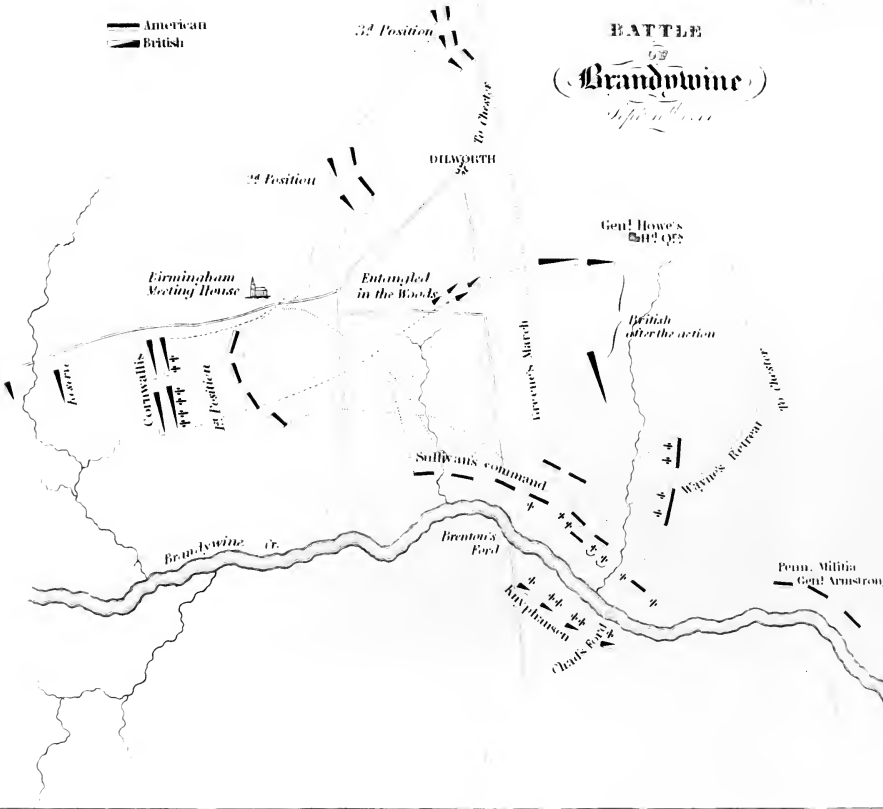 American
British
3d Position
BATTLE
OF
Brandywine
To Chester
DILWORTH
2d Position
Genl Howe's
Hd Qrs
Birmingham
Meeting House
Entangled
in the Woods
British
after the action
Greene's March
Cornwallis
1st Position
To Chester
Wayne's Retreat
Sullivan's command
Brandywine Cr.
Brenton's
Ford
Knyphausen
Chad's Ford
Penn. Militia
Genl Armstrong